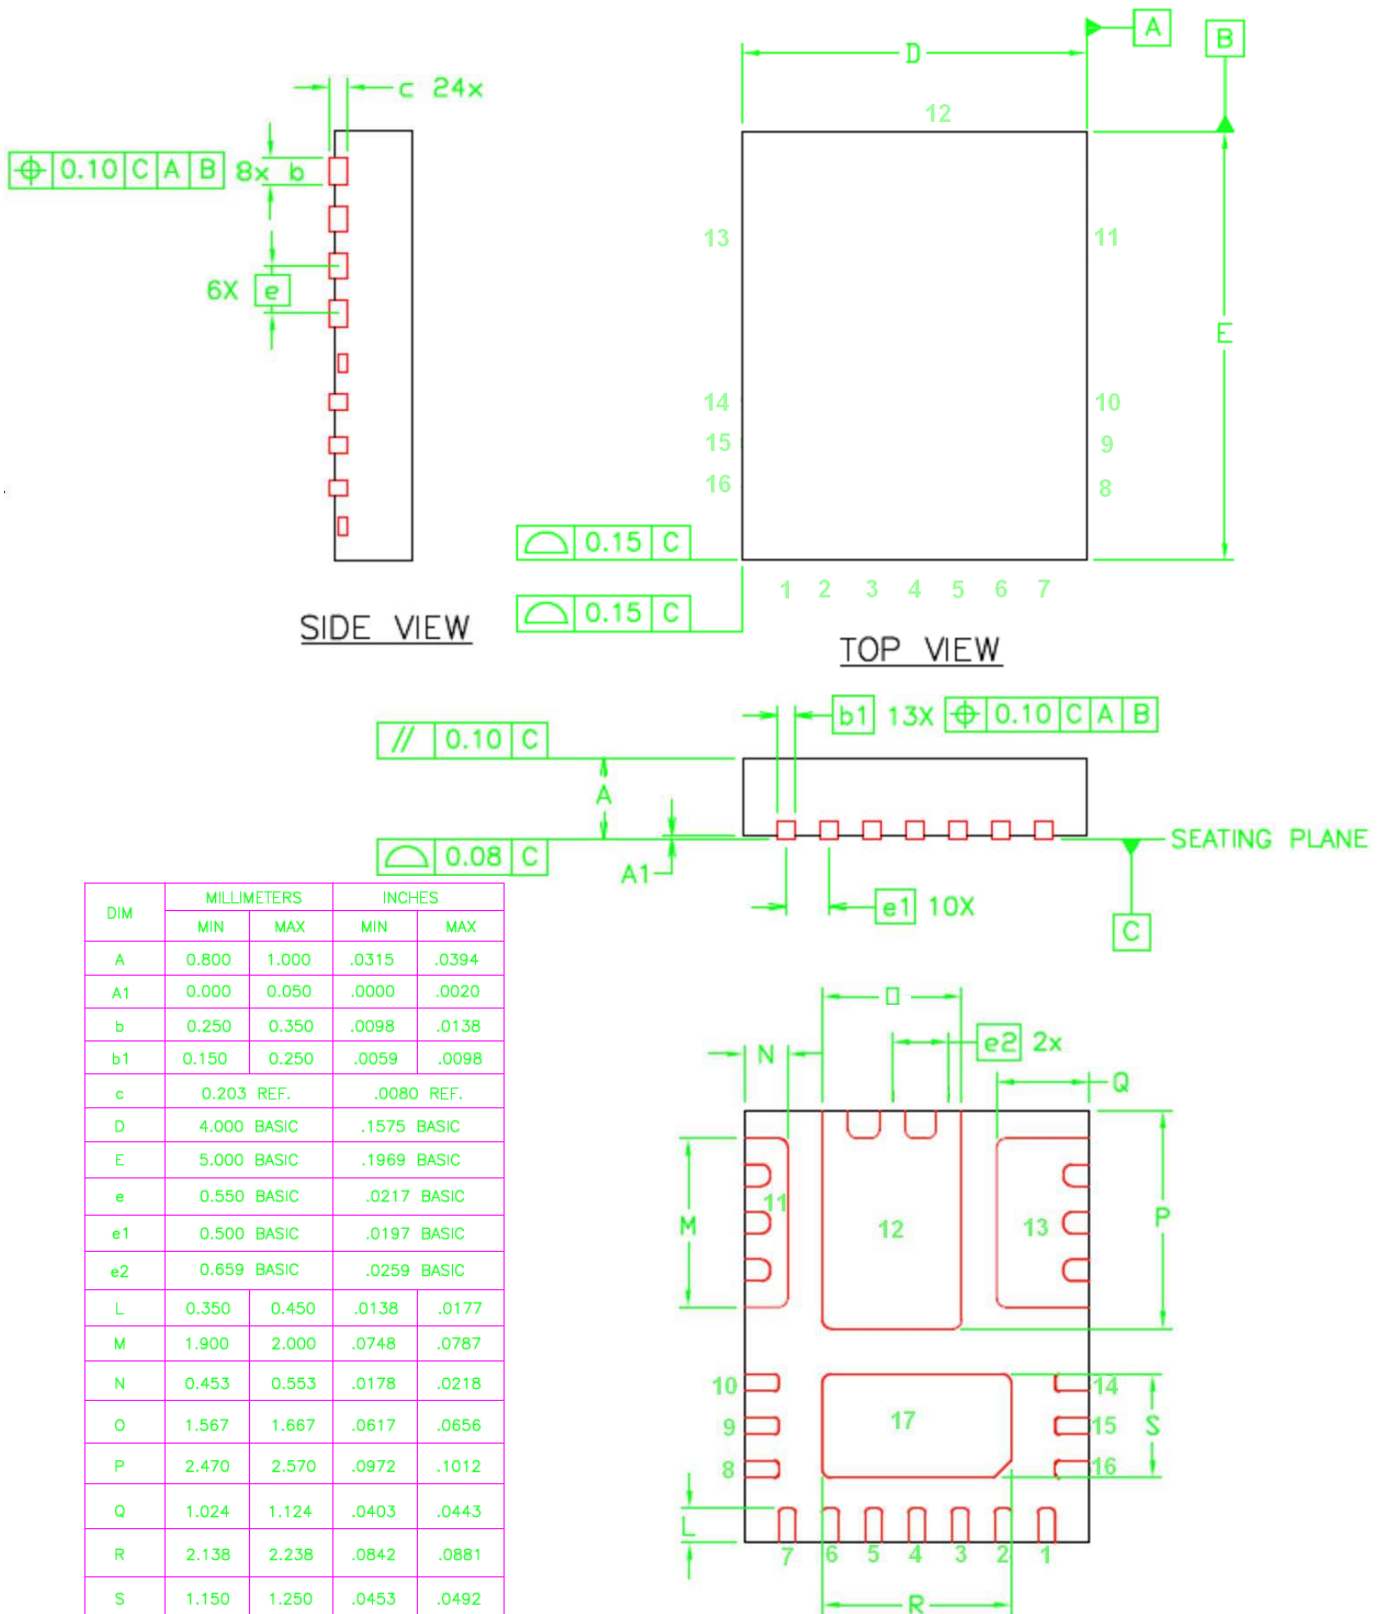 A
B
D
c 24x
12
0.10 C A B 8x b
13
11
6X e
E
14
10
15
9
16
8
0.15 C
1 2 3 4 5 6 7
0.15 C
SIDE VIEW
TOP VIEW
b1 13X 0.10 C A B
// 0.10 C
A
SEATING PLANE
0.08 C
A1
e1 10X
C
DIM MILLIMETERS INCHES
MIN MAX MIN MAX
A 0.800 1.000 .0315 .0394
A1 0.000 0.050 .0000 .0020
b 0.250 0.350 .0098 .0138
b1 0.150 0.250 .0059 .0098
c 0.203 REF. .0080 REF.
D 4.000 BASIC .1575 BASIC
E 5.000 BASIC .1969 BASIC
e 0.550 BASIC .0217 BASIC
e1 0.500 BASIC .0197 BASIC
e2 0.659 BASIC .0259 BASIC
L 0.350 0.450 .0138 .0177
M 1.900 2.000 .0748 .0787
N 0.453 0.553 .0178 .0218
O 1.567 1.667 .0617 .0656
P 2.470 2.570 .0972 .1012
Q 1.024 1.124 .0403 .0443
R 2.138 2.238 .0842 .0881
S 1.150 1.250 .0453 .0492
O
N
e2 2x
Q
11
M
12
13
P
10
14
9
17
15
S
8
16
L
7 6 5 4 3 2 1
R